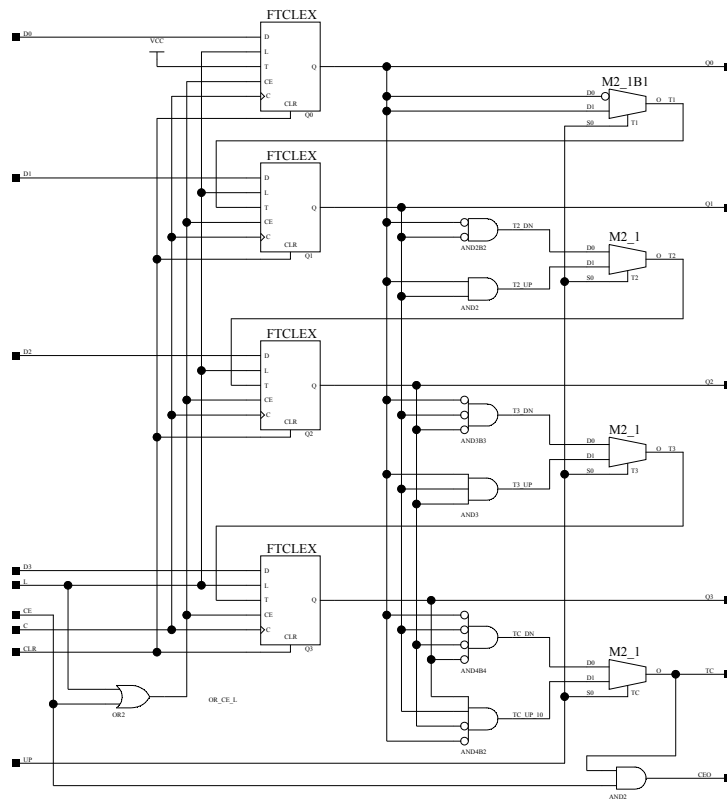 FTCLEX
D0
D
VCC
L
T
Q
Q0
CE
M2_1B1
C
D0
D1
O
T1
CLR
S0
T1
Q0
FTCLEX
D1
D
L
T
Q
Q1
CE
T2_DN
M2_1
C
AND2B2
D0
CLR
D1
O
T2
Q1
S0
T2_UP
T2
AND2
FTCLEX
D2
D
L
T
Q
Q2
CE
C
T3_DN
M2_1
CLR
AND3B3
D0
Q2
D1
O
T3
S0
T3_UP
T3
AND3
FTCLEX
D3
D
L
L
T
Q
Q3
CE
CE
C
C
TC_DN
M2_1
CLR
CLR
Q3
AND4B4
D0
D1
O
TC
S0
TC
OR_CE_L
OR2
TC_UP_10
AND4B2
UP
CEO
AND2